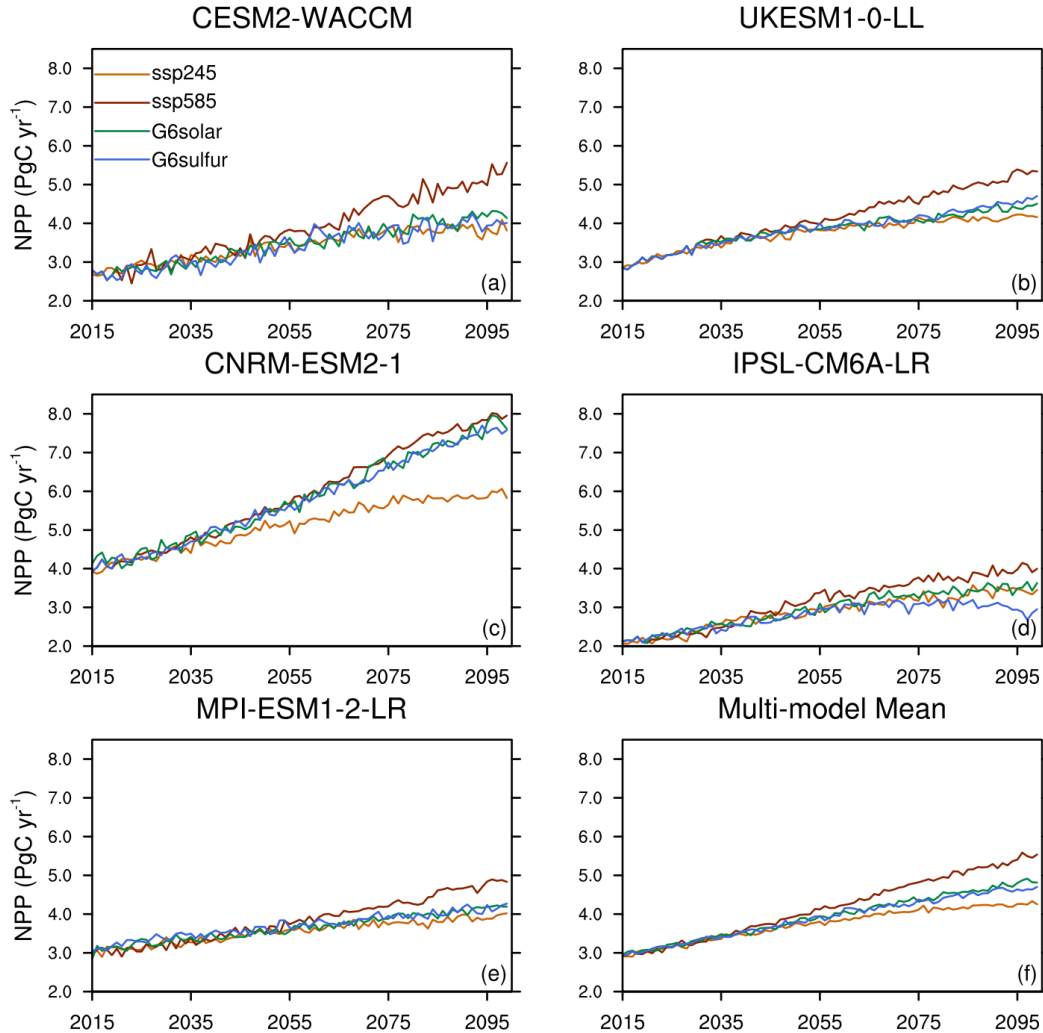 CESM2-WACCM
UKESM1-0-LL
NPP (PgC yr⁻¹)
8.0
7.0
6.0
5.0
4.0
3.0
2.0
ssp245
ssp585
G6solar
G6sulfur
(a)
2015 2035 2055 2075 2095
8.0
7.0
6.0
5.0
4.0
3.0
2.0
(b)
2015 2035 2055 2075 2095
CNRM-ESM2-1
IPSL-CM6A-LR
NPP (PgC yr⁻¹)
8.0
7.0
6.0
5.0
4.0
3.0
2.0
(c)
2015 2035 2055 2075 2095
8.0
7.0
6.0
5.0
4.0
3.0
2.0
(d)
2015 2035 2055 2075 2095
MPI-ESM1-2-LR
Multi-model Mean
NPP (PgC yr⁻¹)
8.0
7.0
6.0
5.0
4.0
3.0
2.0
(e)
2015 2035 2055 2075 2095
8.0
7.0
6.0
5.0
4.0
3.0
2.0
(f)
2015 2035 2055 2075 2095